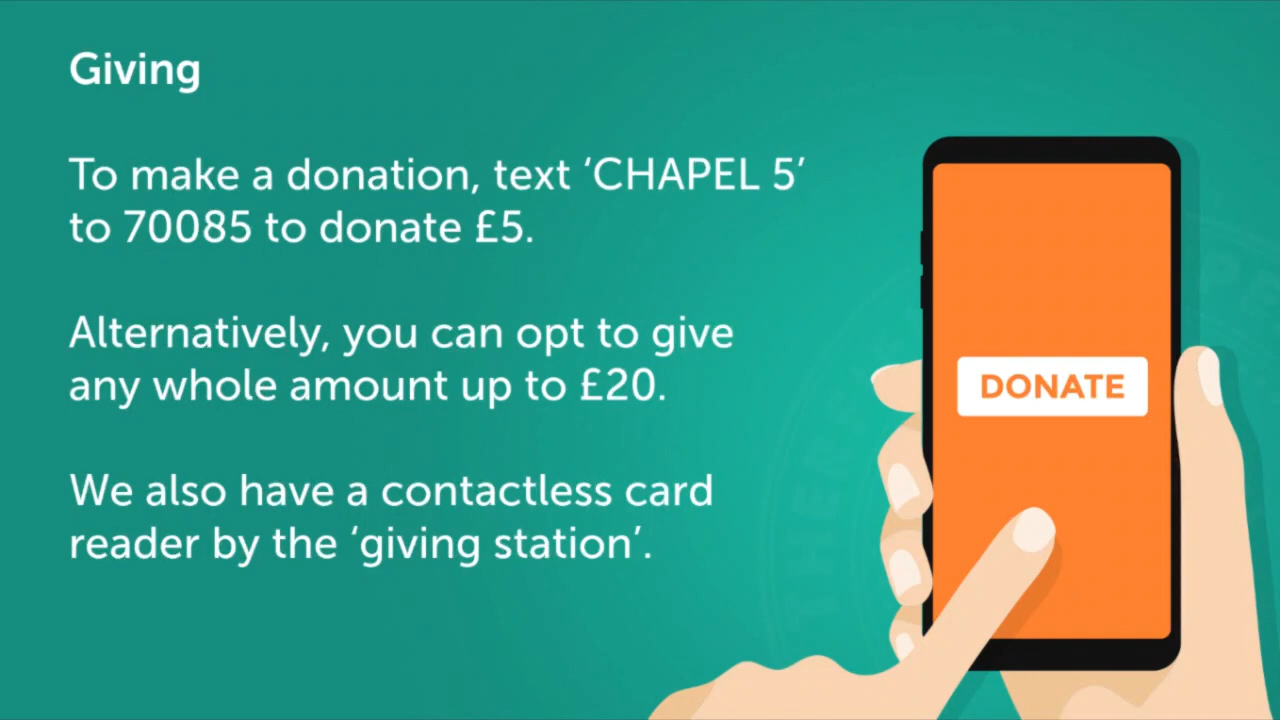 Giving
To make a donation, text ‘CHAPEL 5’
to 70085 to donate £5.
Alternatively, you can opt to give
any whole amount up to £20.
We also have a contactless card
reader by the ‘giving station’.
DONATE